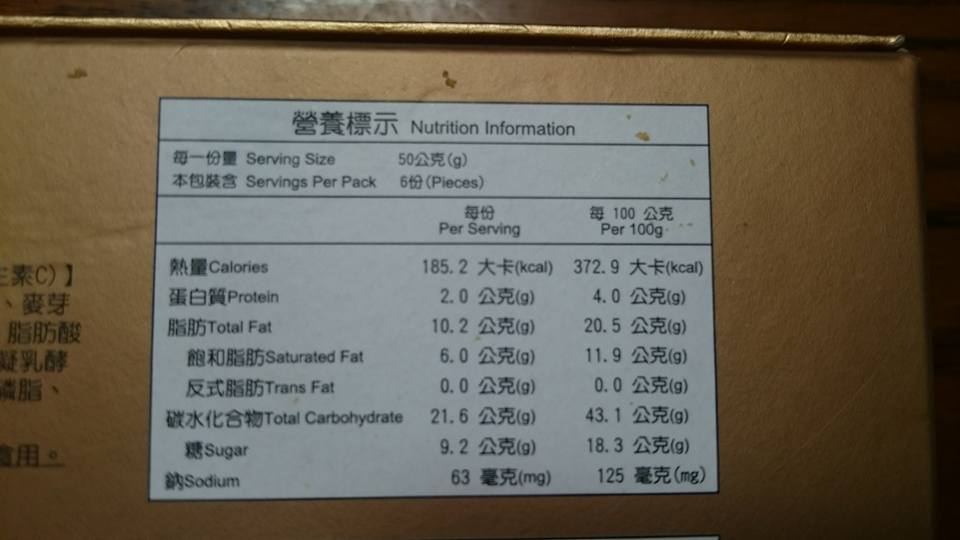 營養標示 Nutrition Information
每一份量 Serving Size 50公克(g)
本包裝含 Servings Per Pack 6份(Pieces)
每份 每 100 公克
Per Serving Per 100g
熱量Calories 185.2 大卡(kcal) 372.9 大卡(kcal)
蛋白質Protein 2.0 公克(g) 4.0 公克(g)
脂肪Total Fat 10.2 公克(g) 20.5 公克(g)
飽和脂肪Saturated Fat 6.0 公克(g) 11.9 公克(g)
反式脂肪Trans Fat 0.0 公克(g) 0.0 公克(g)
碳水化合物Total Carbohydrate 21.6 公克(g) 43.1 公克(g)
糖Sugar 9.2 公克(g) 18.3 公克(g)
鈉Sodium 63 毫克(mg) 125 毫克(mg)
素C)】
、麥芽
脂肪酸
凝乳酵
磷脂、
食用。